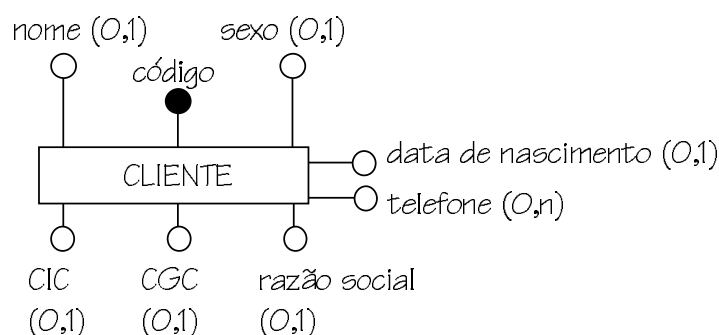 nome (0,1)
sexo (0,1)
código
CLIENTE
data de nascimento (0,1)
telefone (0,n)
CIC
(0,1)
CGC
(0,1)
razão social
(0,1)